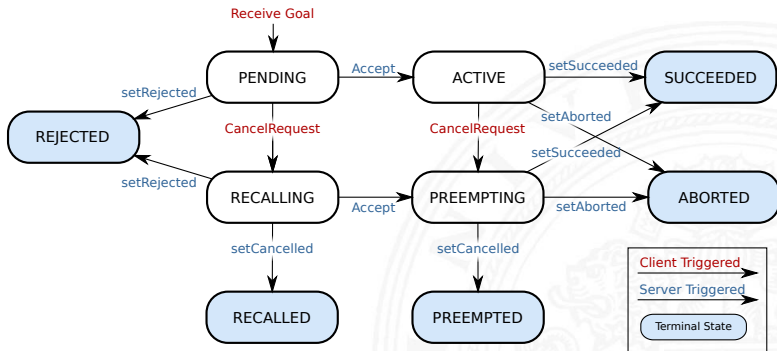 Receive Goal
PENDING
Accept
ACTIVE
setSucceeded
SUCCEEDED
setRejected
setAborted
REJECTED
CancelRequest
CancelRequest
setSucceeded
setRejected
RECALLING
Accept
PREEMPTING
setAborted
ABORTED
setCancelled
setCancelled
RECALLED
PREEMPTED
Client Triggered
Server Triggered
Terminal State